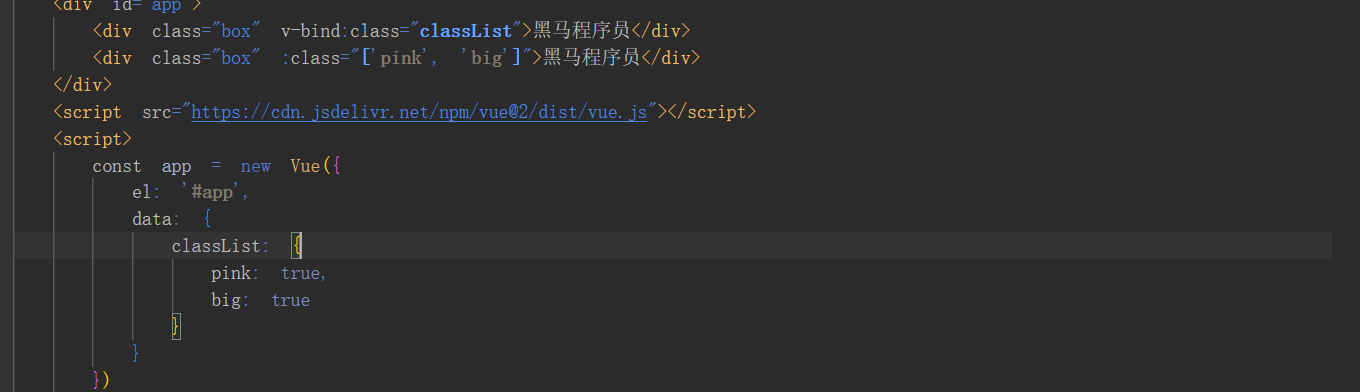 <div id="app">
<div class="box" v-bind:class="classList">黑马程序员</div>
<div class="box" :class="['pink', 'big']">黑马程序员</div>
</div>
<script src="https://cdn.jsdelivr.net/npm/vue@2/dist/vue.js"></script>
<script>
const app = new Vue({
el: '#app',
data: {
classList: {
pink: true,
big: true
}
}
})